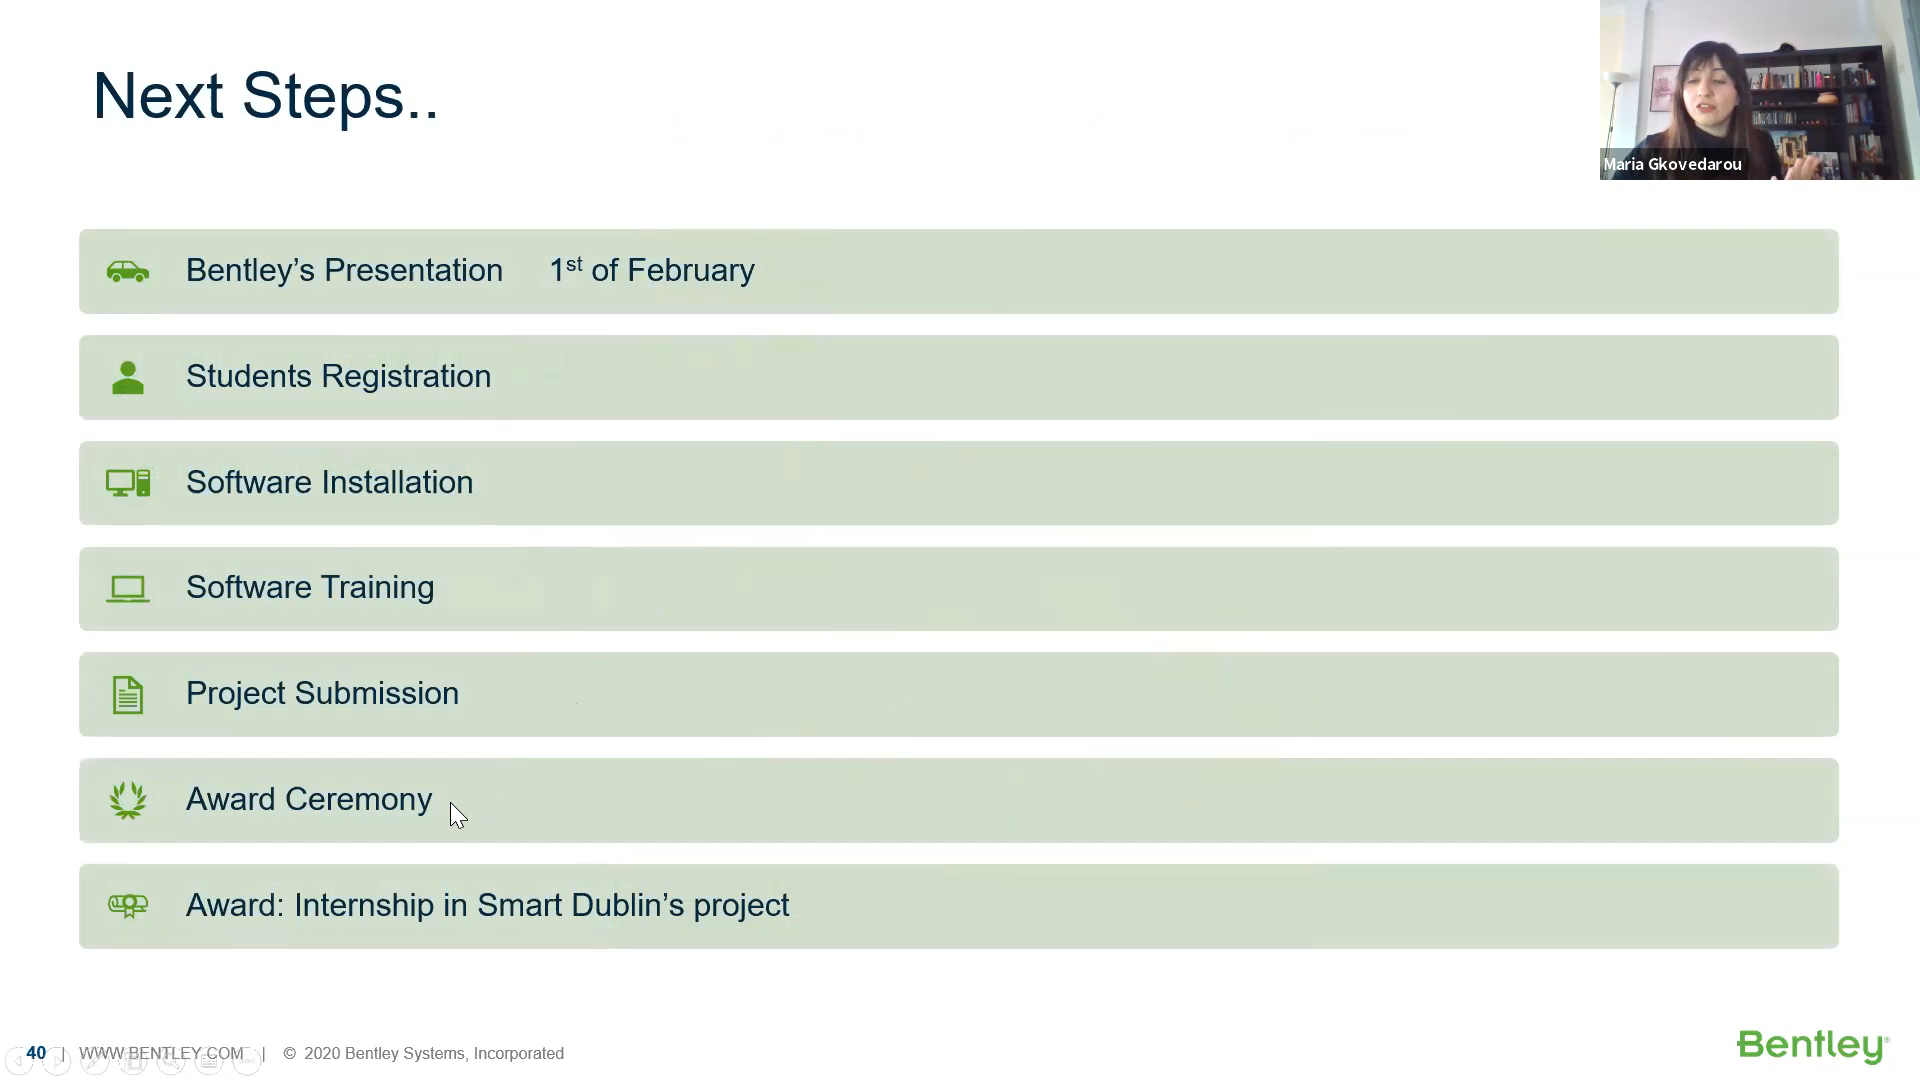 Next Steps..
Maria Gkovedarou
Bentley’s Presentation 1st of February
Students Registration
Software Installation
Software Training
Project Submission
Award Ceremony
Award: Internship in Smart Dublin’s project
40 | WWW.BENTLEY.COM | © 2020 Bentley Systems, Incorporated
Bentley®